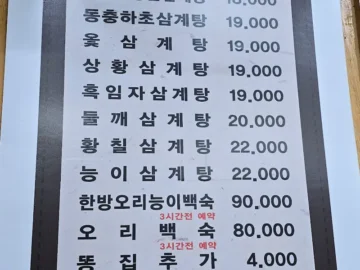 동충하초삼계탕 19.000
옻 삼 계 탕 19.000
상황삼계탕 19.000
흑임자삼계탕 19.000
들깨삼계탕 20.000
황칠삼계탕 22.000
능이삼계탕 22.000
한방오리능이백숙 90.000
3시간전 예약
오 리 백 숙 80.000
3시간전 예약
똥 집 추 가 4.000